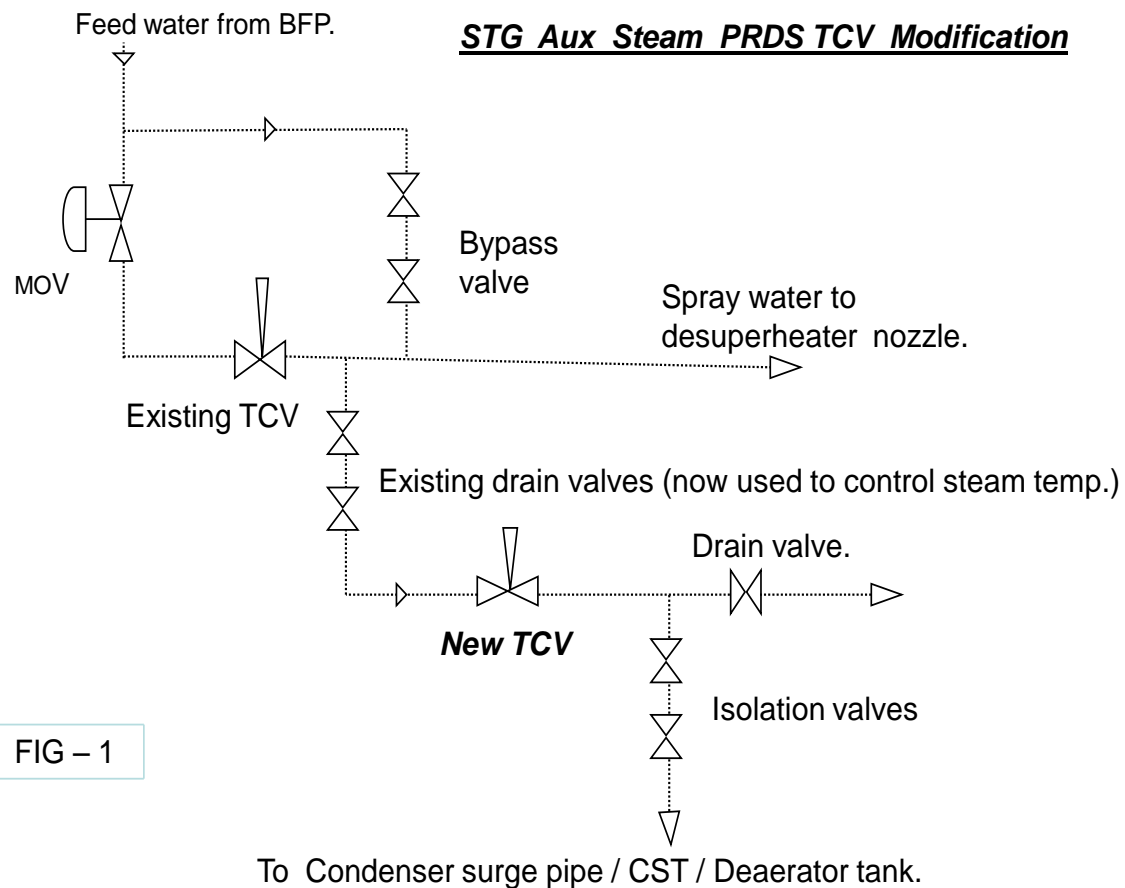 Feed water from BFP.
STG Aux Steam PRDS TCV Modification
Bypass
valve
MOV
Spray water to
desuperheater nozzle.
Existing TCV
Existing drain valves (now used to control steam temp.)
Drain valve.
New TCV
Isolation valves
FIG – 1
To Condenser surge pipe / CST / Deaerator tank.